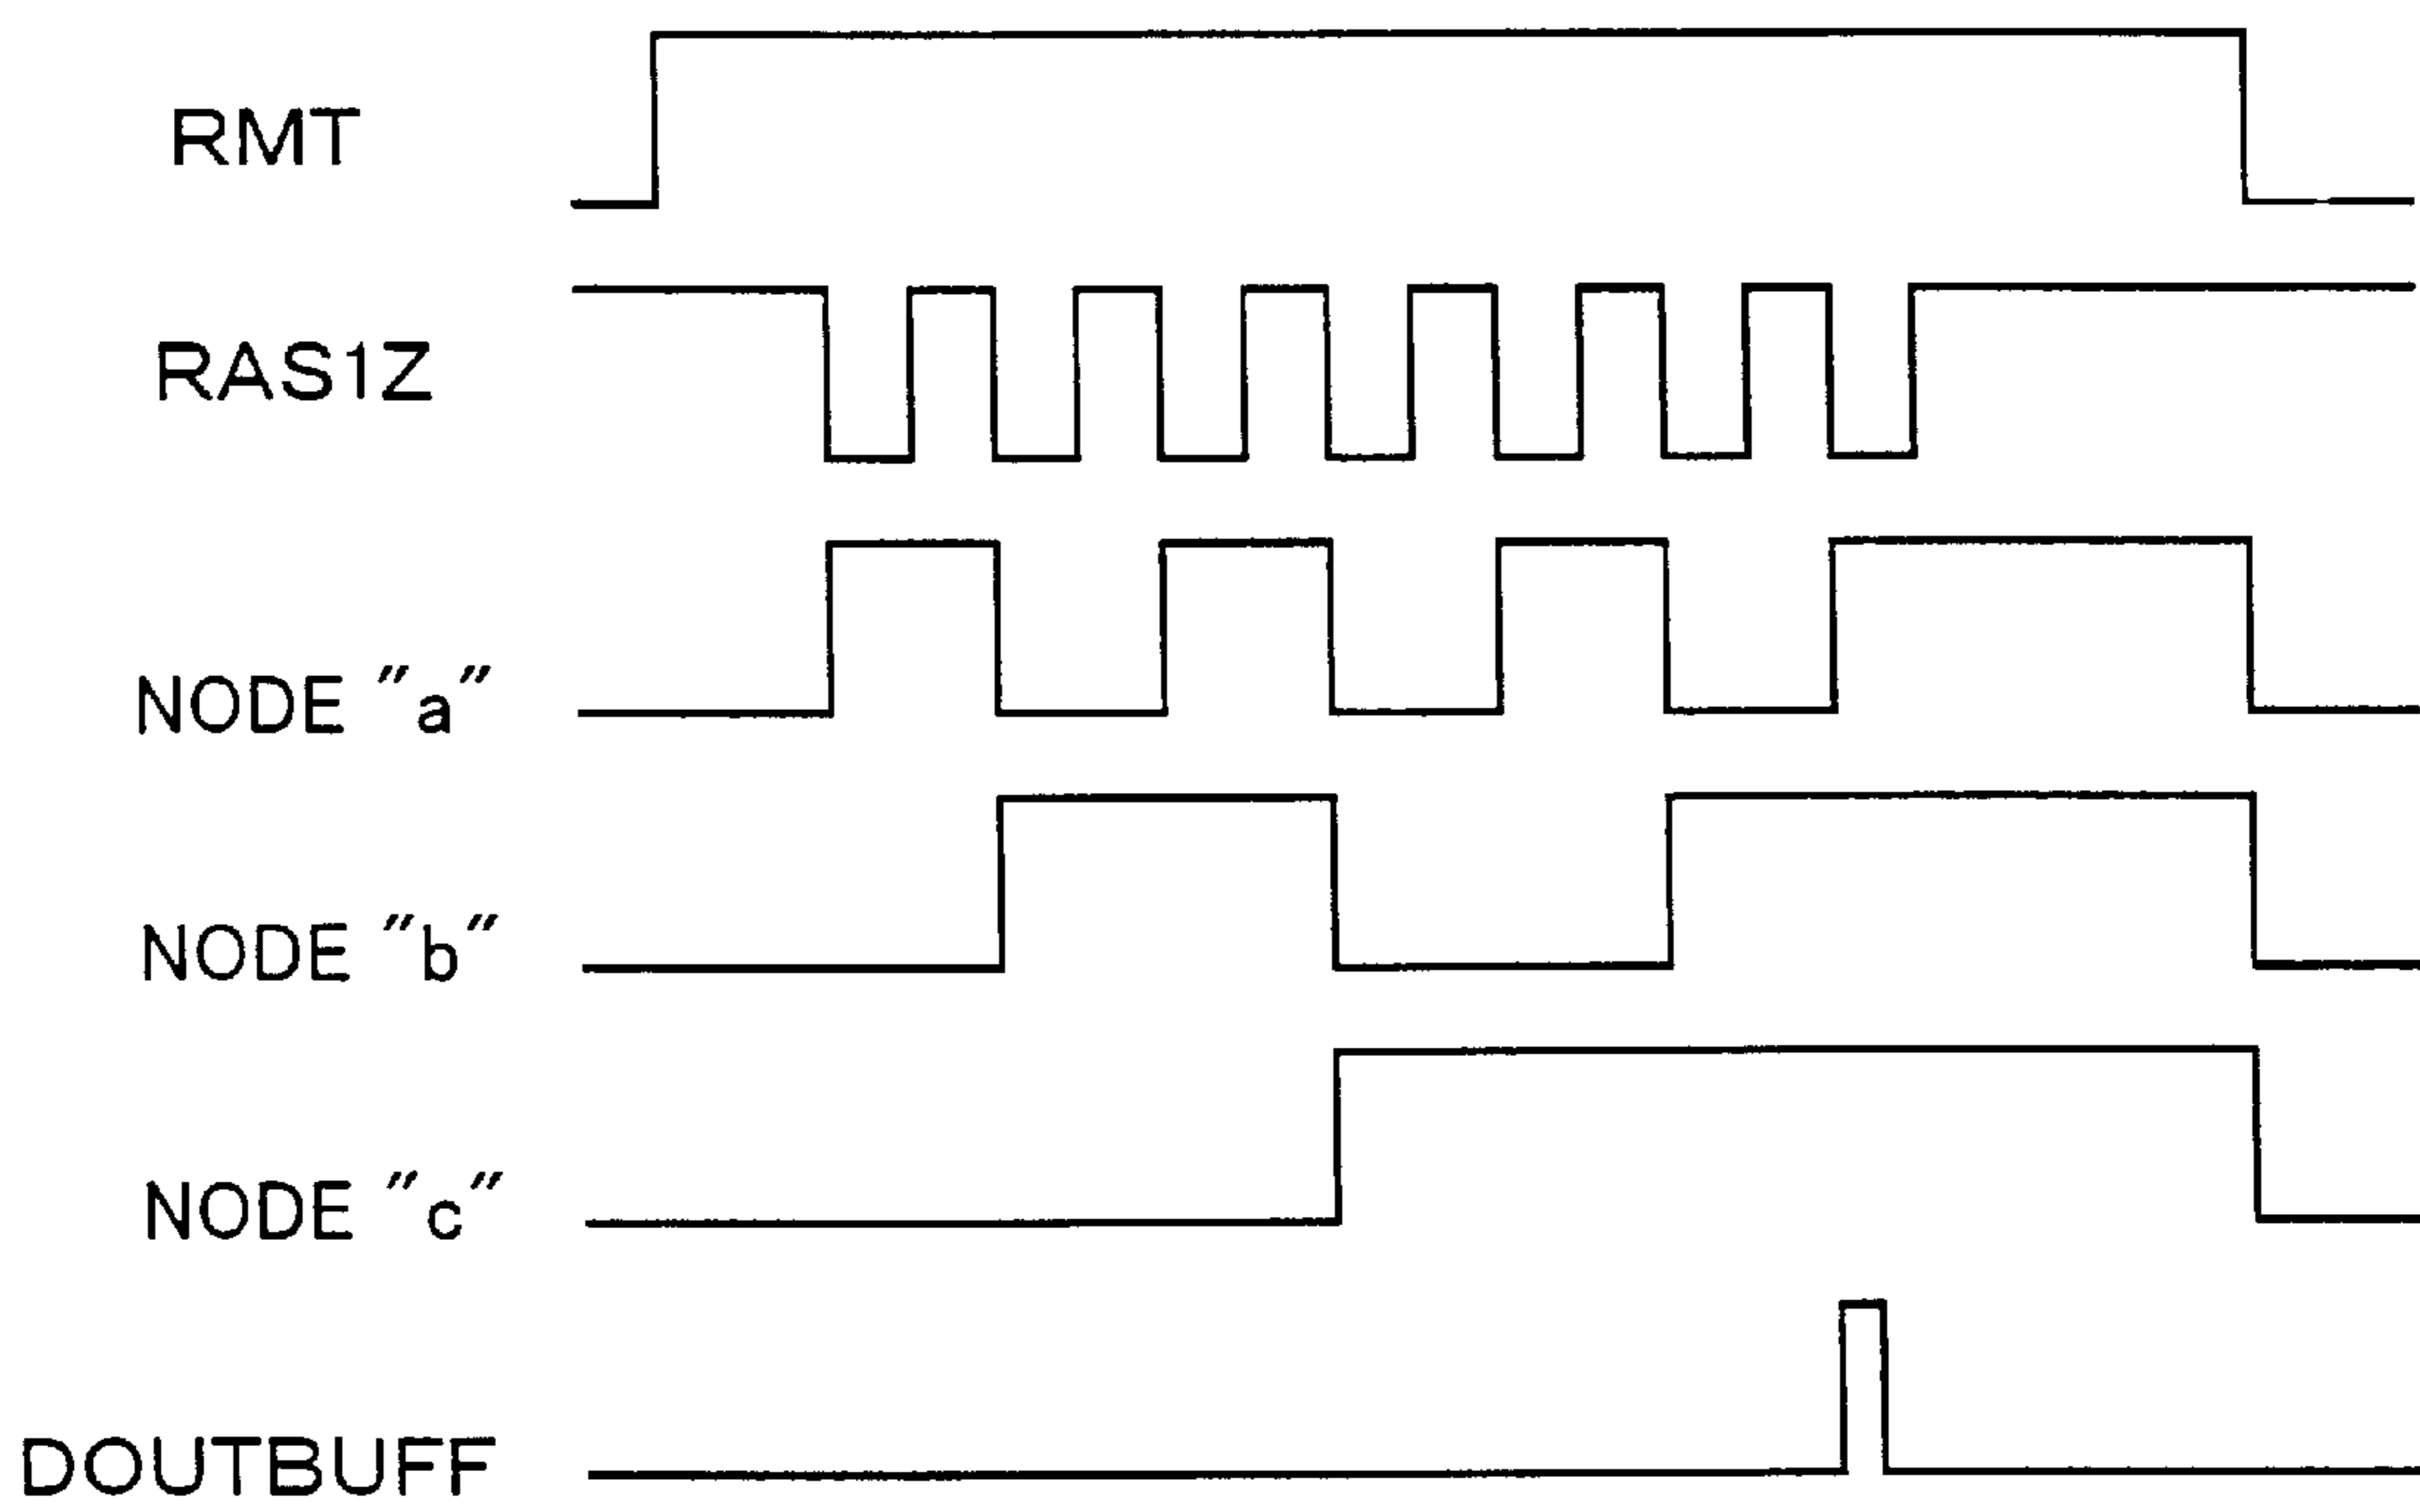 RMT
RAS1Z
NODE "a"
NODE "b"
NODE "c"
DOUTBUFF